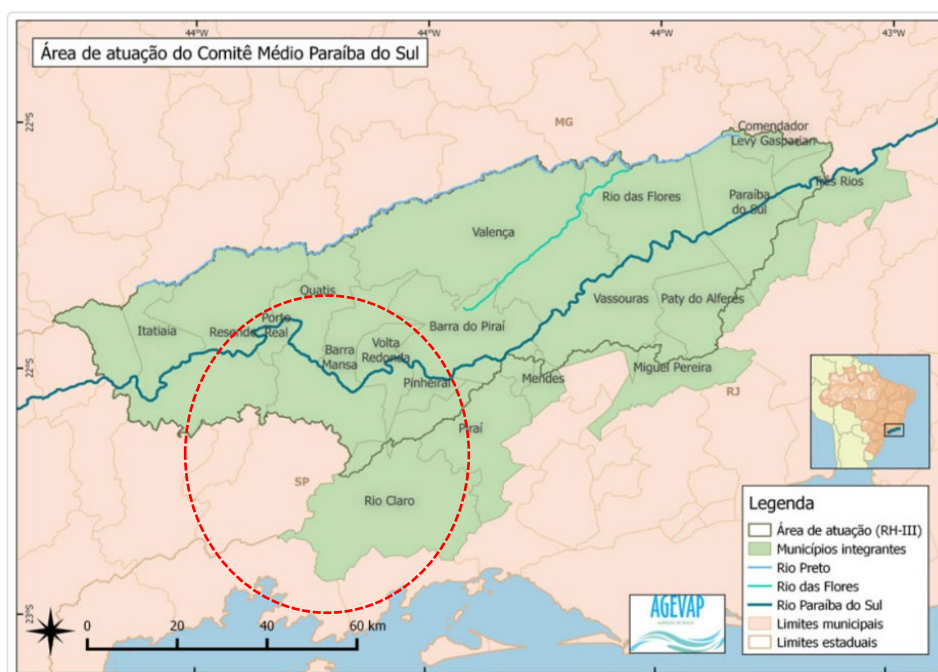 44°W
44°W
44°W
43°W
Área de atuação do Comitê Médio Paraíba do Sul
22°S
MG
Comendador
Levy Gasparian
Três Rios
Paraíba
do Sul
Rio das Flores
Valença
Quatis
Vassouras
Paty do Alferes
Porto
Real
Itatiaia
Resende
Barra do Piraí
Volta
Redonda
Barra
Mansa
22°S
Pinheiral
Mendes
Miguel Pereira
RJ
Piraí
SP
Rio Claro
Legenda
Área de atuação (RH-III)
Municípios integrantes
Rio Preto
Rio das Flores
Rio Paraíba do Sul
Limites municipais
Limites estaduais
AGEVAP
23°S
0 20 40 60 km
44°W
44°W
44°W
43°W